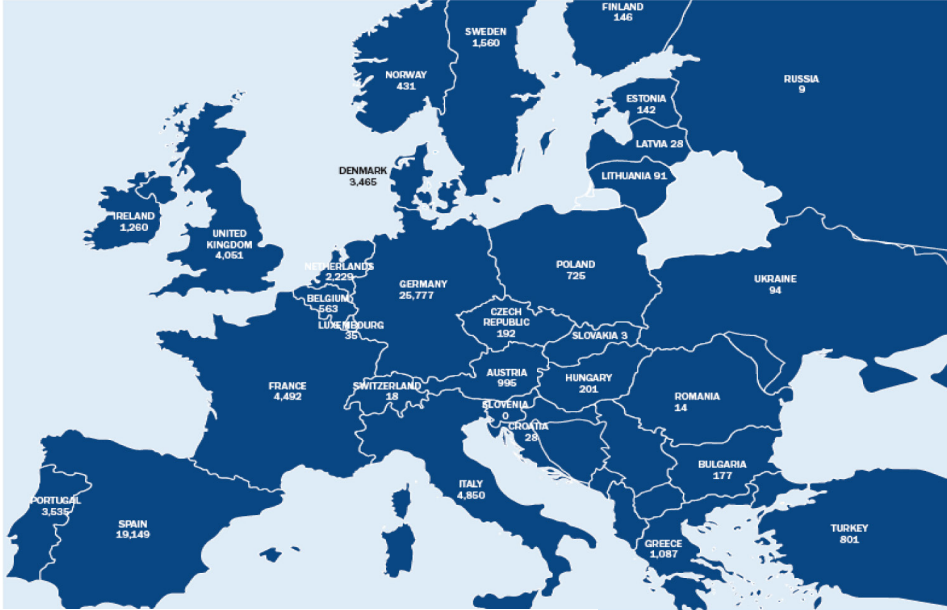 FINLAND
146
SWEDEN
1,560
NORWAY
431
RUSSIA
9
ESTONIA
142
LATVIA 28
DENMARK
3,465
LITHUANIA 91
IRELAND
1,260
UNITED
KINGDOM
4,051
NETHERLANDS
2,229
POLAND
725
UKRAINE
94
GERMANY
25,777
BELGIUM
563
CZECH
REPUBLIC
192
LUXEMBOURG
35
SLOVAKIA 3
AUSTRIA
995
HUNGARY
201
FRANCE
4,492
SWITZERLAND
18
ROMANIA
14
SLOVENIA
0
CROATIA
28
BULGARIA
177
ITALY
4,850
PORTUGAL
3,535
SPAIN
19,149
TURKEY
801
GREECE
1,087